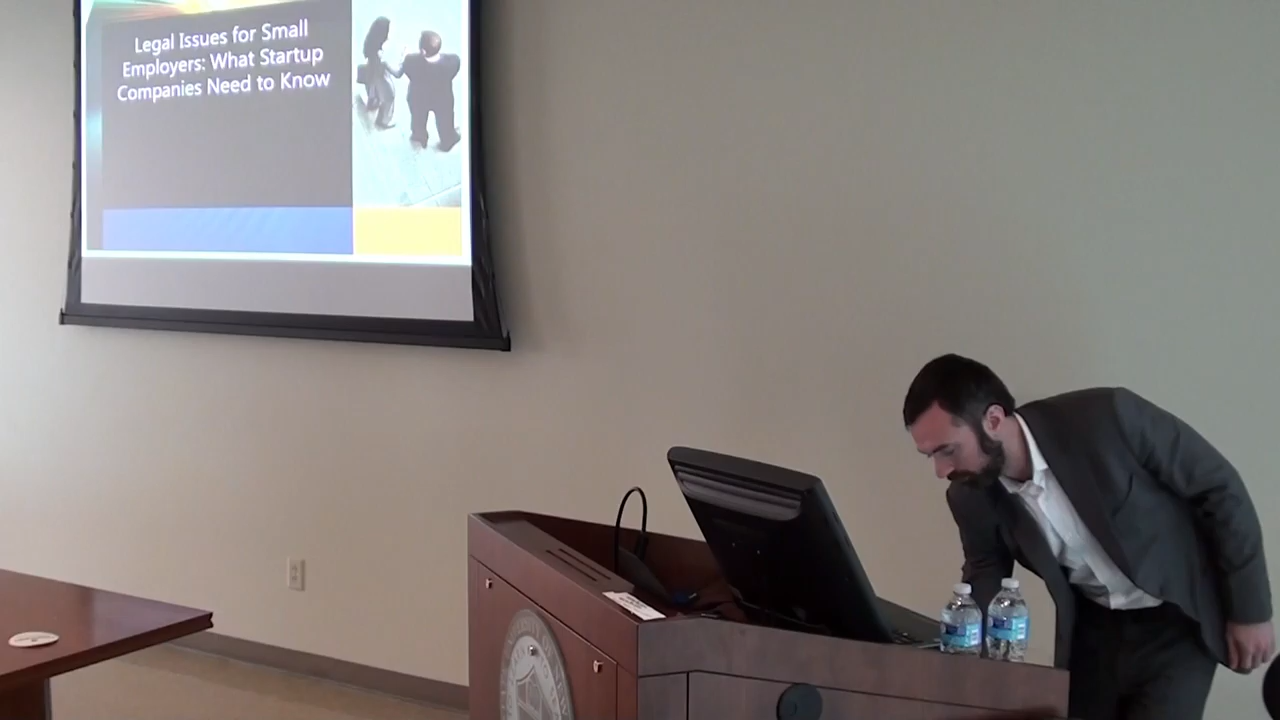 Legal Issues for Small
Employers: What Startup
Companies Need to Know